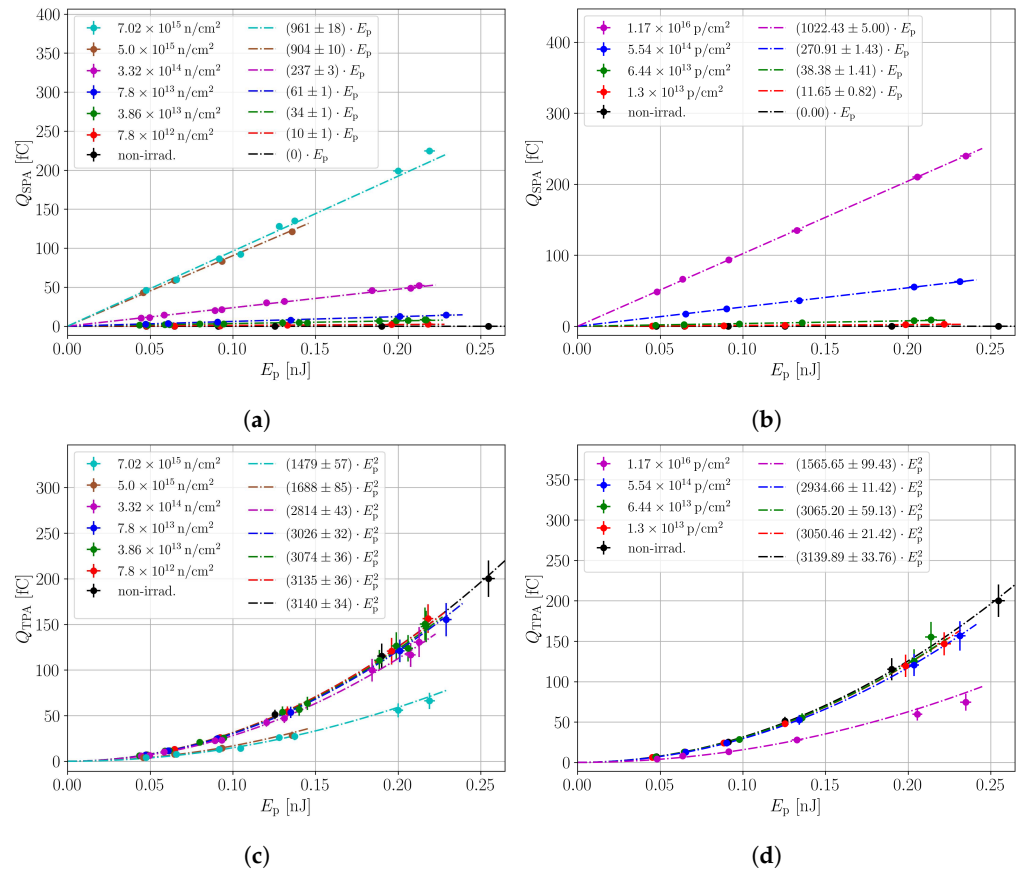 400
350
300
250
200
150
100
50
0
Q_SPA [fC]
7.02 × 10^15 n/cm^2
5.0 × 10^15 n/cm^2
3.32 × 10^14 n/cm^2
7.8 × 10^13 n/cm^2
3.86 × 10^13 n/cm^2
7.8 × 10^12 n/cm^2
non-irrad.
(961 ± 18) · E_p
(904 ± 10) · E_p
(237 ± 3) · E_p
(61 ± 1) · E_p
(34 ± 1) · E_p
(10 ± 1) · E_p
(0) · E_p
0.00 0.05 0.10 0.15 0.20 0.25
E_p [nJ]
(a)
400
300
200
100
0
Q_SPA [fC]
1.17 × 10^16 p/cm^2
5.54 × 10^14 p/cm^2
6.44 × 10^13 p/cm^2
1.3 × 10^13 p/cm^2
non-irrad.
(1022.43 ± 5.00) · E_p
(270.91 ± 1.43) · E_p
(38.38 ± 1.41) · E_p
(11.65 ± 0.82) · E_p
(0.00) · E_p
0.00 0.05 0.10 0.15 0.20 0.25
E_p [nJ]
(b)
300
250
200
150
100
50
0
Q_TPA [fC]
7.02 × 10^15 n/cm^2
5.0 × 10^15 n/cm^2
3.32 × 10^14 n/cm^2
7.8 × 10^13 n/cm^2
3.86 × 10^13 n/cm^2
7.8 × 10^12 n/cm^2
non-irrad.
(1479 ± 57) · E_p^2
(1688 ± 85) · E_p^2
(2814 ± 43) · E_p^2
(3026 ± 32) · E_p^2
(3074 ± 36) · E_p^2
(3135 ± 36) · E_p^2
(3140 ± 34) · E_p^2
0.00 0.05 0.10 0.15 0.20 0.25
E_p [nJ]
(c)
350
300
250
200
150
100
50
0
Q_TPA [fC]
1.17 × 10^16 p/cm^2
5.54 × 10^14 p/cm^2
6.44 × 10^13 p/cm^2
1.3 × 10^13 p/cm^2
non-irrad.
(1565.65 ± 99.43) · E_p^2
(2934.66 ± 11.42) · E_p^2
(3065.20 ± 59.13) · E_p^2
(3050.46 ± 21.42) · E_p^2
(3139.89 ± 33.76) · E_p^2
0.00 0.05 0.10 0.15 0.20 0.25
E_p [nJ]
(d)